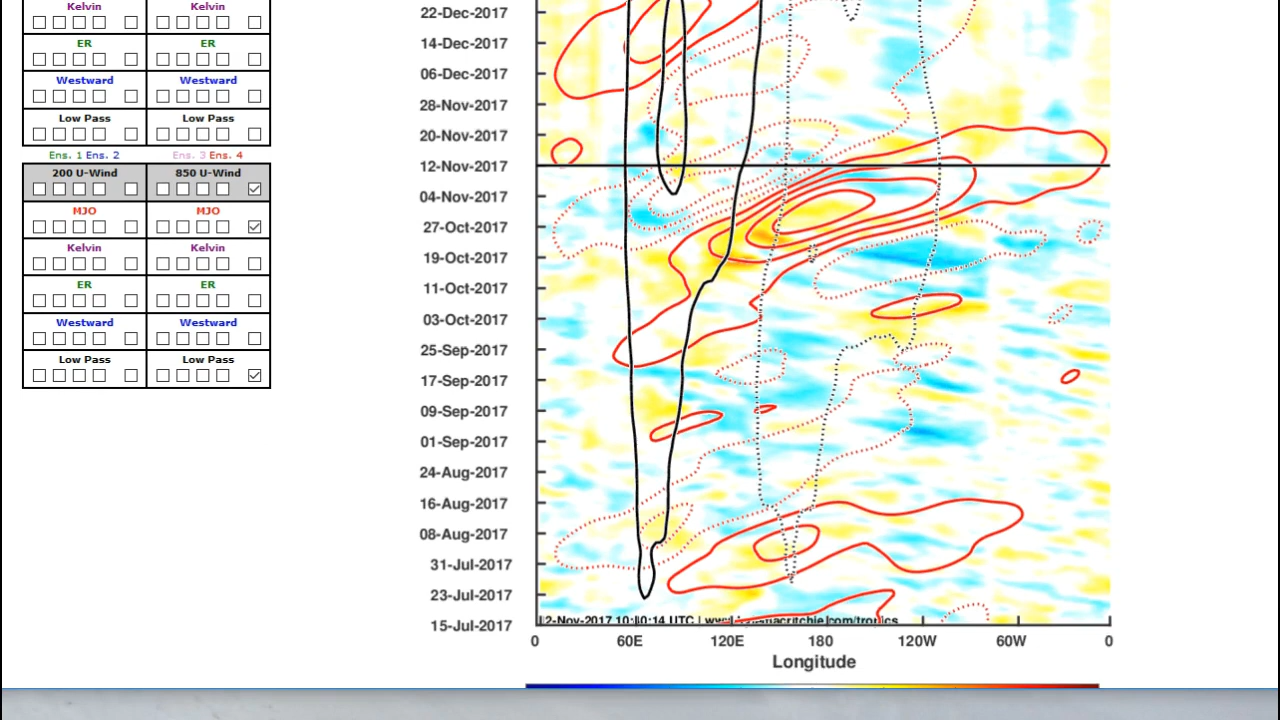 Kelvin Kelvin
ER ER
Westward Westward
Low Pass Low Pass
Ens. 1 Ens. 2 Ens. 3 Ens. 4
200 U-Wind 850 U-Wind
MJO MJO
Kelvin Kelvin
ER ER
Westward Westward
Low Pass Low Pass
22-Dec-2017
14-Dec-2017
06-Dec-2017
28-Nov-2017
20-Nov-2017
12-Nov-2017
04-Nov-2017
27-Oct-2017
19-Oct-2017
11-Oct-2017
03-Oct-2017
25-Sep-2017
17-Sep-2017
09-Sep-2017
01-Sep-2017
24-Aug-2017
16-Aug-2017
08-Aug-2017
31-Jul-2017
23-Jul-2017
15-Jul-2017
2-Nov-2017 UTC |
0 60E 120E 180 120W 60W 0
Longitude